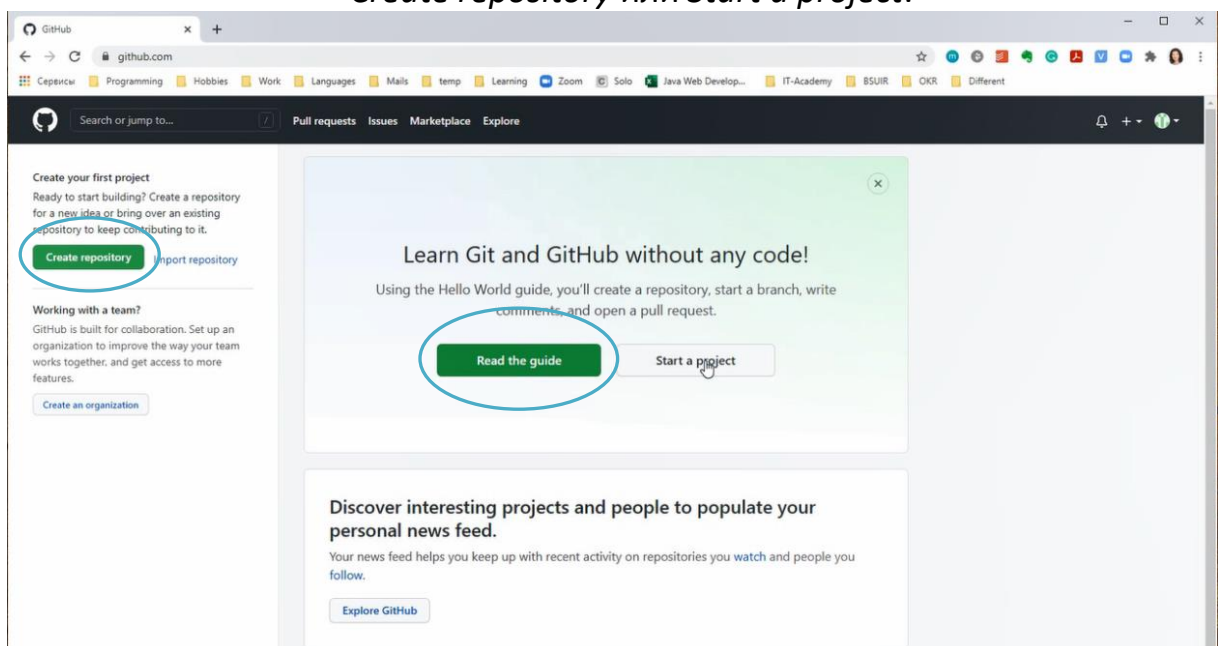 Create repository или Start a project.
GitHub
github.com
Сервисы Programming Hobbies Work Languages Mails temp Learning Zoom Solo Java Web Develop... IT-Academy BSUIR OKR Different
Search or jump to... / Pull requests Issues Marketplace Explore
Create your first project
Ready to start building? Create a repository
for a new idea or bring over an existing
repository to keep contributing to it.
Create repository Import repository
Working with a team?
GitHub is built for collaboration. Set up an
organization to improve the way your team
works together, and get access to more
features.
Create an organization
Learn Git and GitHub without any code!
Using the Hello World guide, you'll create a repository, start a branch, write
comments, and open a pull request.
Read the guide Start a project
Discover interesting projects and people to populate your
personal news feed.
Your news feed helps you keep up with recent activity on repositories you watch and people you
follow.
Explore GitHub